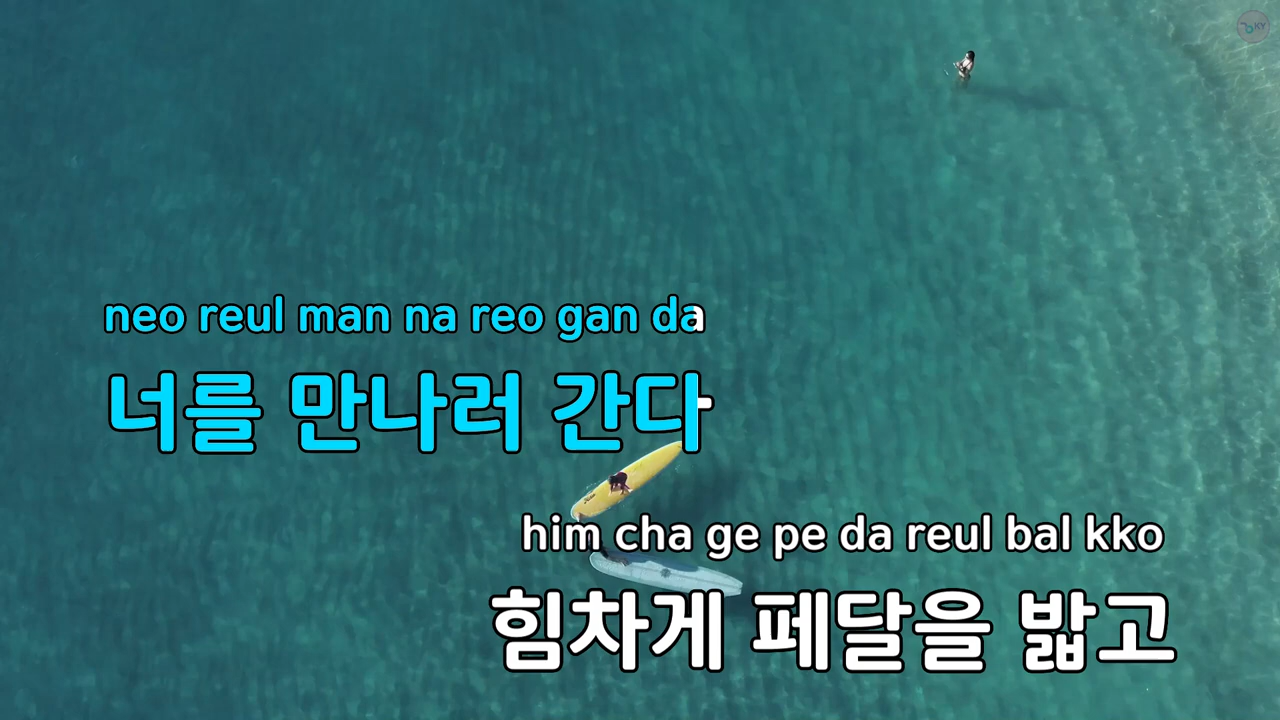 KY
neo reul man na reo gan da
너를 만나러 간다
him cha ge pe da reul bal kko
힘차게 페달을 밟고